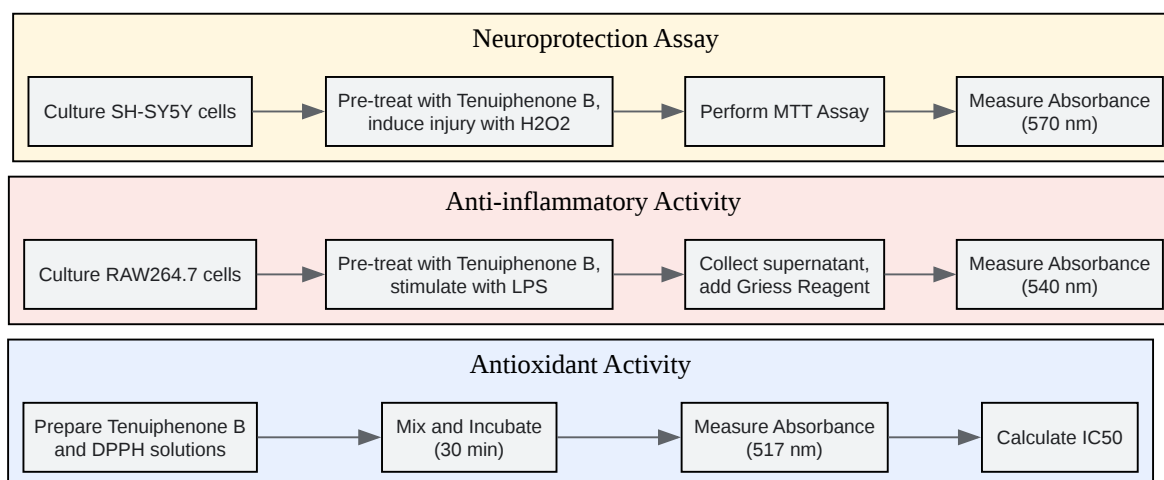 Neuroprotection Assay
Culture SH-SY5Y cells
Pre-treat with Tenuiphenone B,
induce injury with H2O2
Perform MTT Assay
Measure Absorbance
(570 nm)
Anti-inflammatory Activity
Culture RAW264.7 cells
Pre-treat with Tenuiphenone B,
stimulate with LPS
Collect supernatant,
add Griess Reagent
Measure Absorbance
(540 nm)
Antioxidant Activity
Prepare Tenuiphenone B
and DPPH solutions
Mix and Incubate
(30 min)
Measure Absorbance
(517 nm)
Calculate IC50